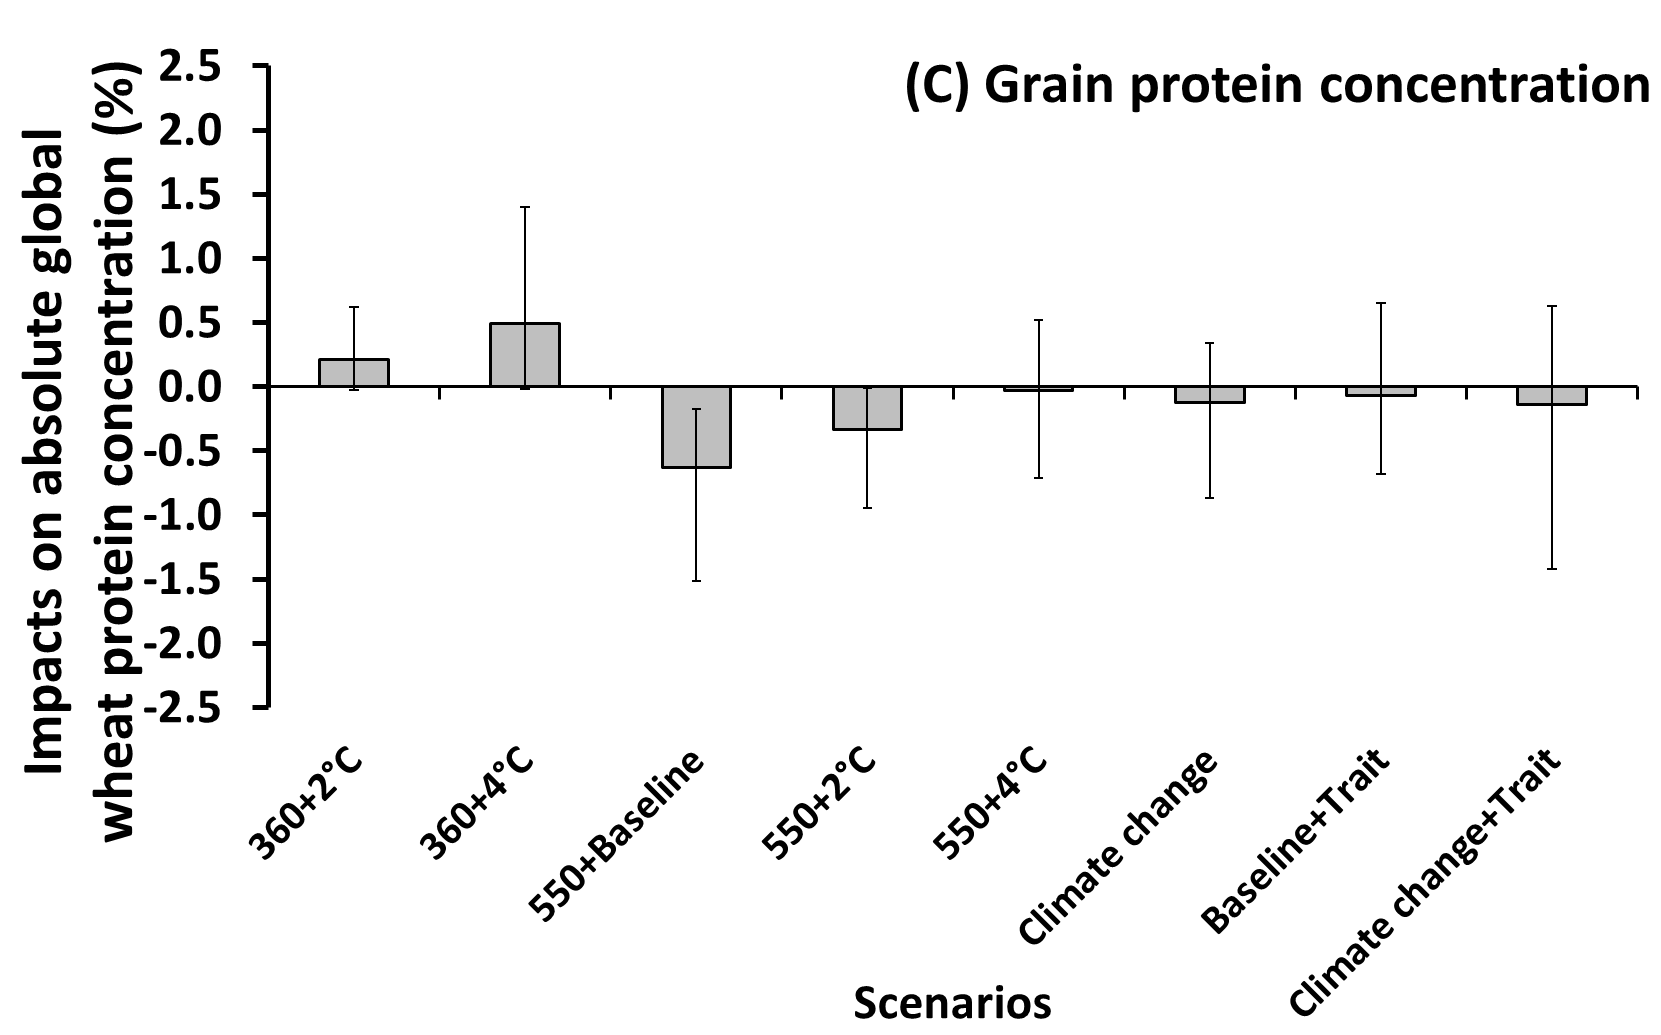 (C) Grain protein concentration
Impacts on absolute global
wheat protein concentration (%)
2.5
2.0
1.5
1.0
0.5
0.0
-0.5
-1.0
-1.5
-2.0
-2.5
360+2°C
360+4°C
550+Baseline
550+2°C
550+4°C
Climate change
Baseline+Trait
Climate change+Trait
Scenarios